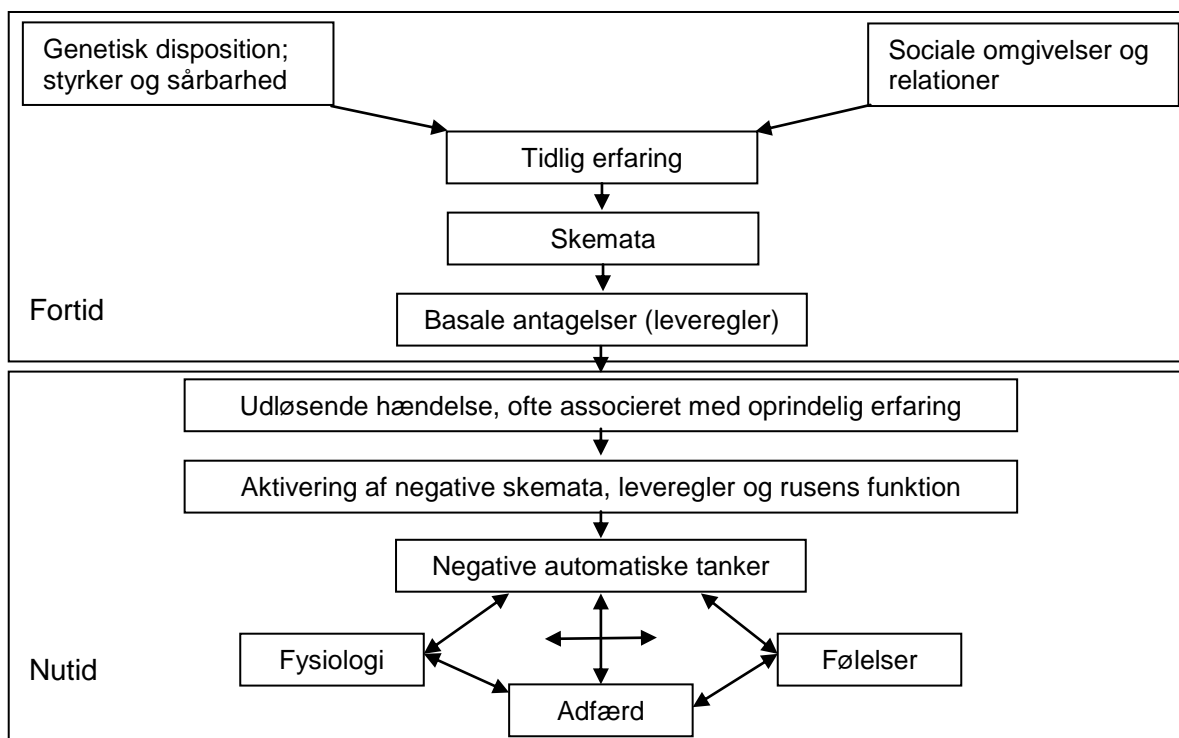 Genetisk disposition;
styrker og sårbarhed
Sociale omgivelser og
relationer
Tidlig erfaring
Skemata
Fortid
Basale antagelser (leveregler)
Udløsende hændelse, ofte associeret med oprindelig erfaring
Aktivering af negative skemata, leveregler og rusens funktion
Negative automatiske tanker
Fysiologi
Følelser
Nutid
Adfærd